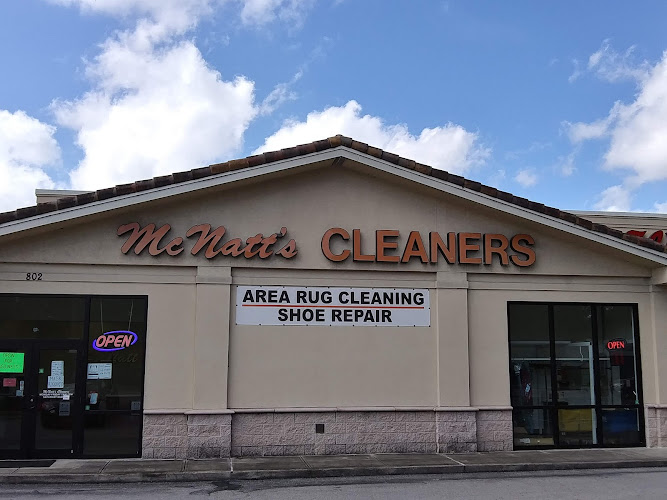 McNatt's CLEANERS
802
AREA RUG CLEANING
SHOE REPAIR
OPEN
OPEN